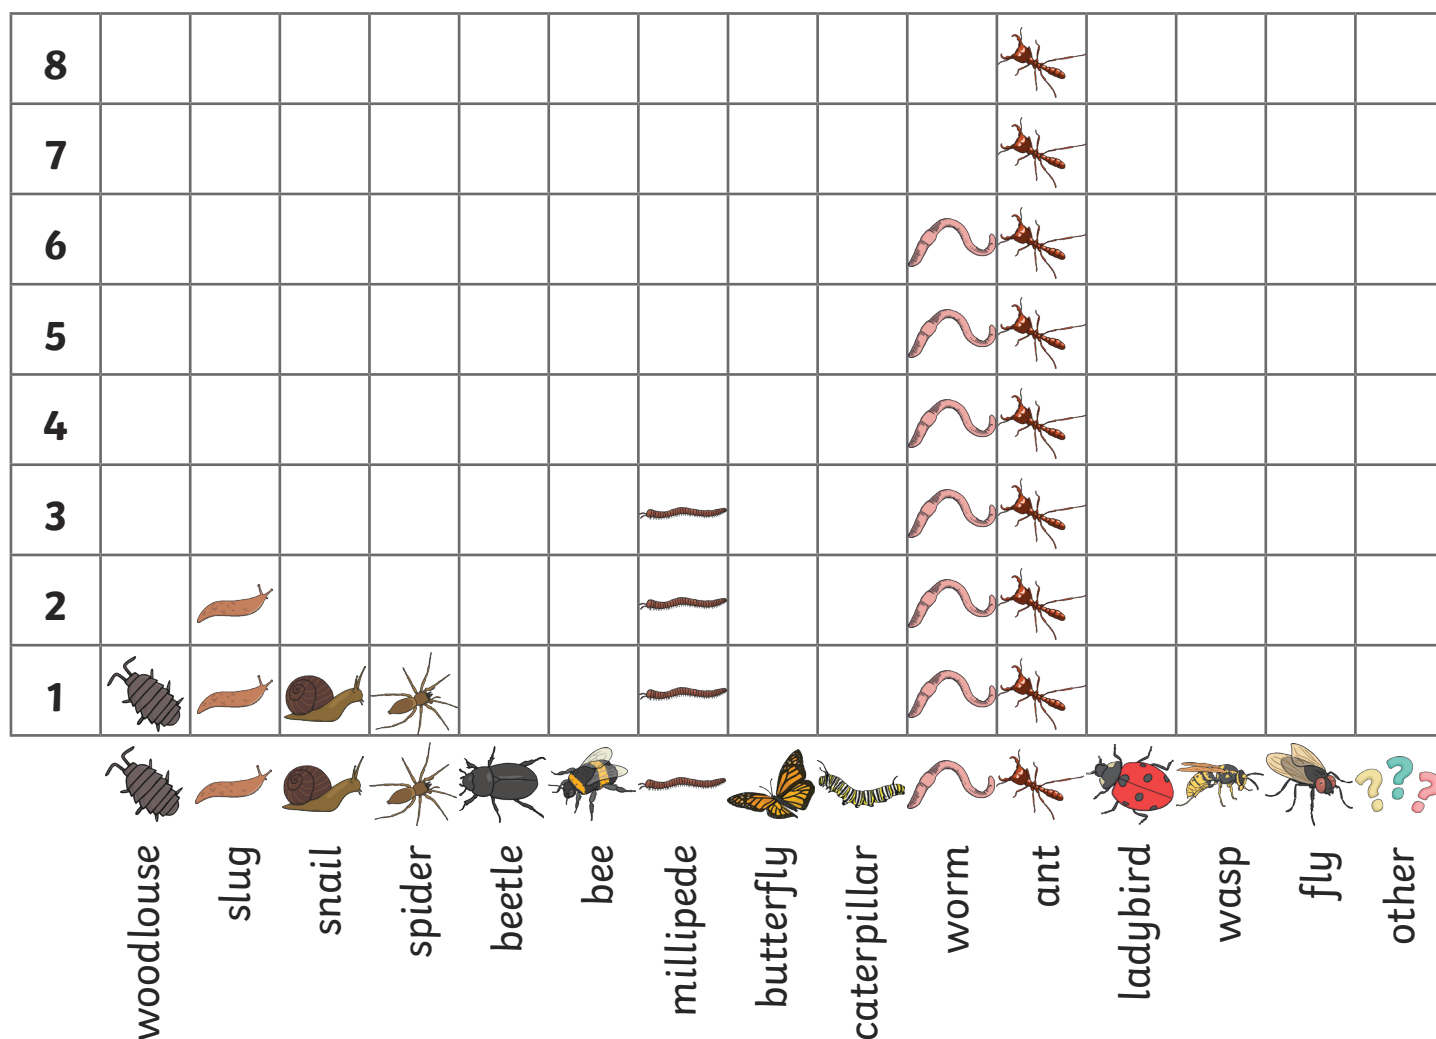 8
7
6
5
4
3
2
1
woodlouse
slug
snail
spider
beetle
bee
millipede
butterfly
caterpillar
worm
ant
ladybird
wasp
fly
other